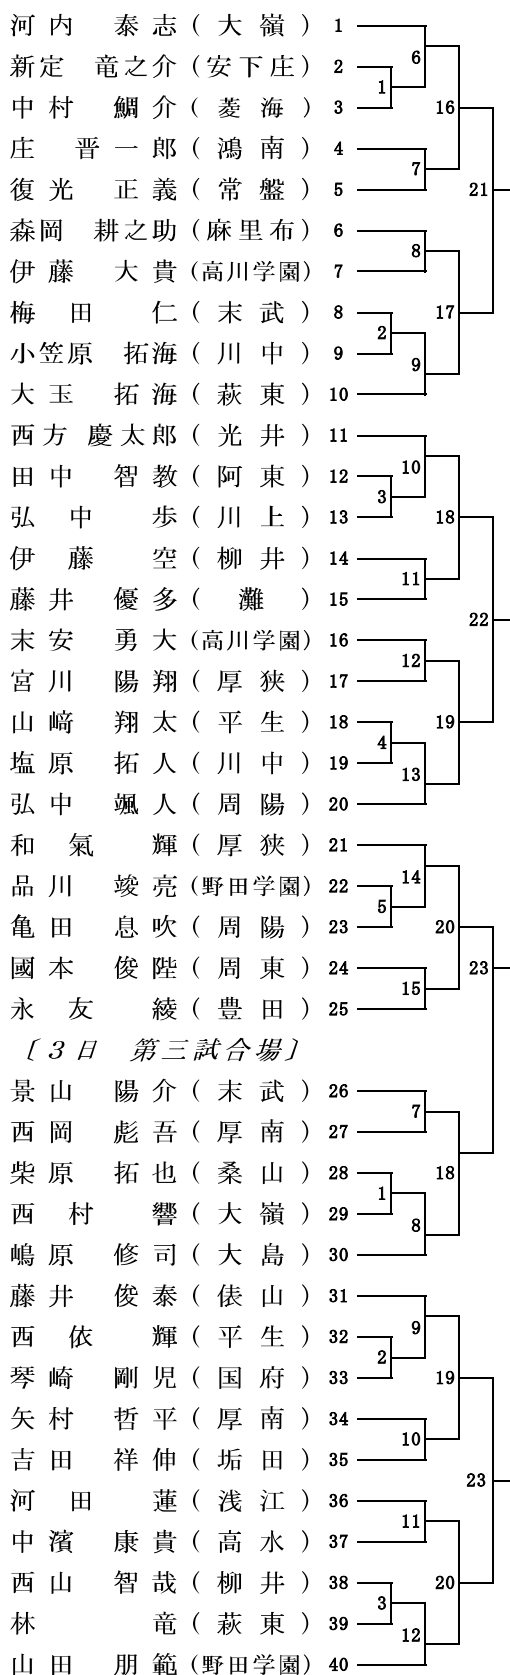 河内 泰志(大嶺) 1
新定 竜之介(安下庄) 2
中村 鯛介(菱海) 3
庄 晋一郎(鴻南) 4
復光 正義(常盤) 5
森岡 耕之助(麻里布) 6
伊藤 大貴(高川学園) 7
梅田 仁(末武) 8
小笠原 拓海(川中) 9
大玉 拓海(萩東) 10
西方 慶太郎(光井) 11
田中 智教(阿東) 12
弘中 歩(川上) 13
伊藤 空(柳井) 14
藤井 優多(灘) 15
末安 勇大(高川学園) 16
宮川 陽翔(厚狭) 17
山﨑 翔太(平生) 18
塩原 拓人(川中) 19
弘中 颯人(周陽) 20
和氣 輝(厚狭) 21
品川 竣亮(野田学園) 22
亀田 息吹(周陽) 23
國本 俊陛(周東) 24
永友 綾(豊田) 25
〔3日 第三試合場〕
景山 陽介(末武) 26
西岡 彪吾(厚南) 27
柴原 拓也(桑山) 28
西村 響(大嶺) 29
嶋原 修司(大島) 30
藤井 俊泰(俵山) 31
西依 輝(平生) 32
琴崎 剛児(国府) 33
矢村 哲平(厚南) 34
吉田 祥伸(垢田) 35
河田 蓮(浅江) 36
中濱 康貴(高水) 37
西山 智哉(柳井) 38
林 竜(萩東) 39
山田 朋範(野田学園) 40
6
1
16
7
21
8
17
2
9
10
3
18
11
22
12
19
4
13
14
5
20
23
15
7
18
1
8
9
2
19
10
23
11
20
3
12